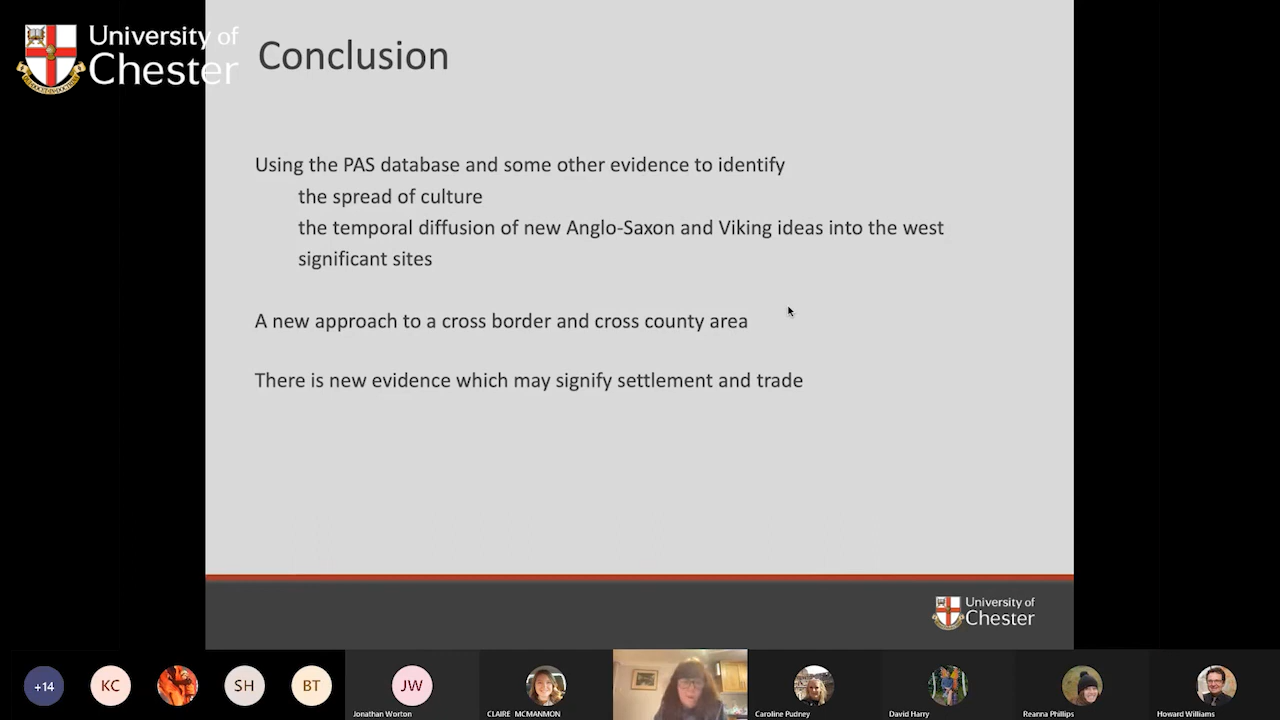 University of
Chester
Conclusion
Using the PAS database and some other evidence to identify
the spread of culture
the temporal diffusion of new Anglo-Saxon and Viking ideas into the west
significant sites
A new approach to a cross border and cross county area
There is new evidence which may signify settlement and trade
University of
Chester
+14
KC
SH
BT
JW
Jonathan Worton
CLAIRE MCMANMON
Caroline Pudney
David Harry
Reanna Phillips
Howard Williams